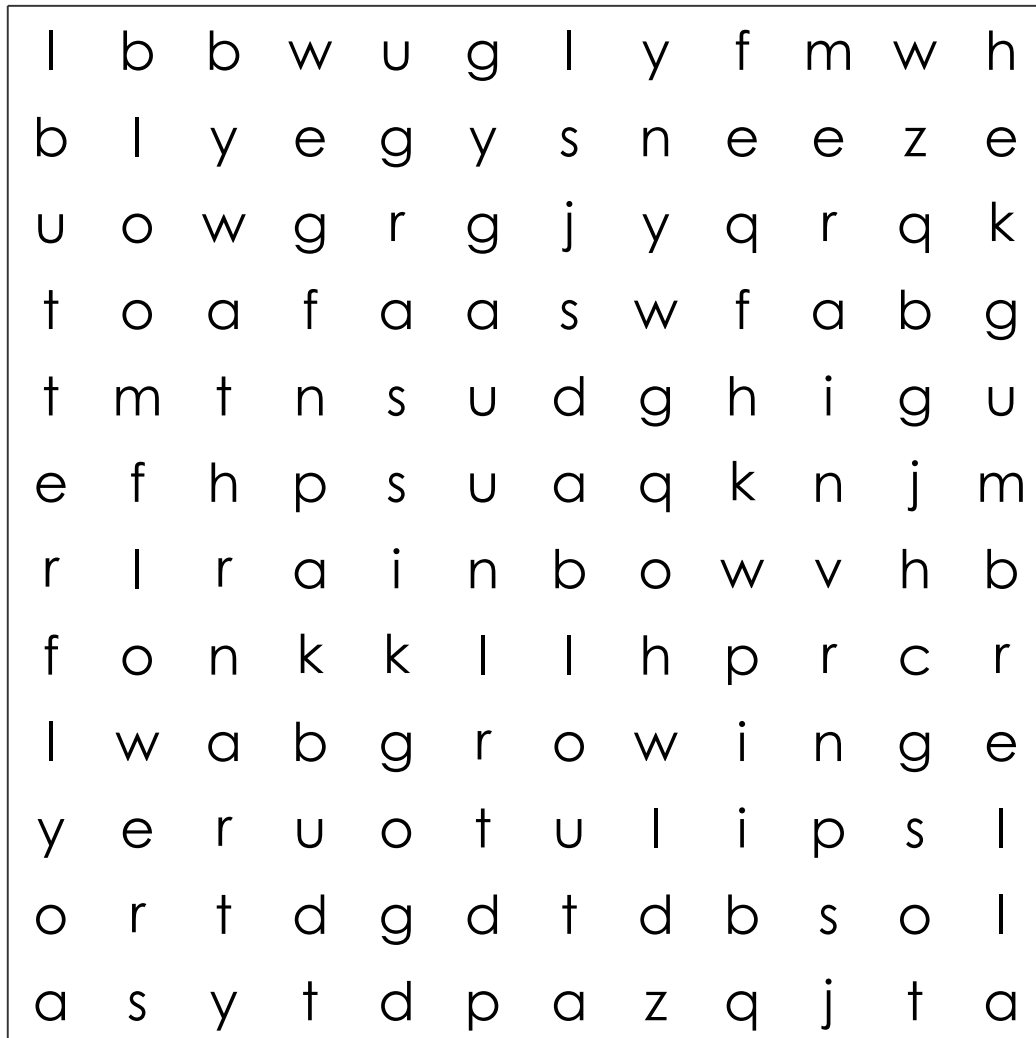 l b b w u g l y f m w h
b l y e g y s n e e z e
u o w g r g j y q r q k
t o a f a a s w f a b g
t m t n s u d g h i g u
e f h p s u a q k n j m
r l r a i n b o w v h b
f o n k k l l h p r c r
l w a b g r o w i n g e
y e r u o t u l i p s l
o r t d g d t d b s o l
a s y t d p a z q j t a